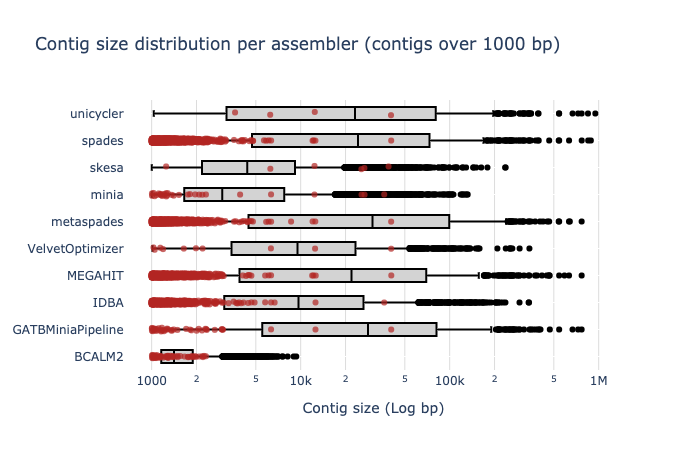 Contig size distribution per assembler (contigs over 1000 bp)
unicycler
spades
skesa
minia
metaspades
VelvetOptimizer
MEGAHIT
IDBA
GATBMiniaPipeline
BCALM2
1000 2 5 10k 2 5 100k 2 5 1M
Contig size (Log bp)